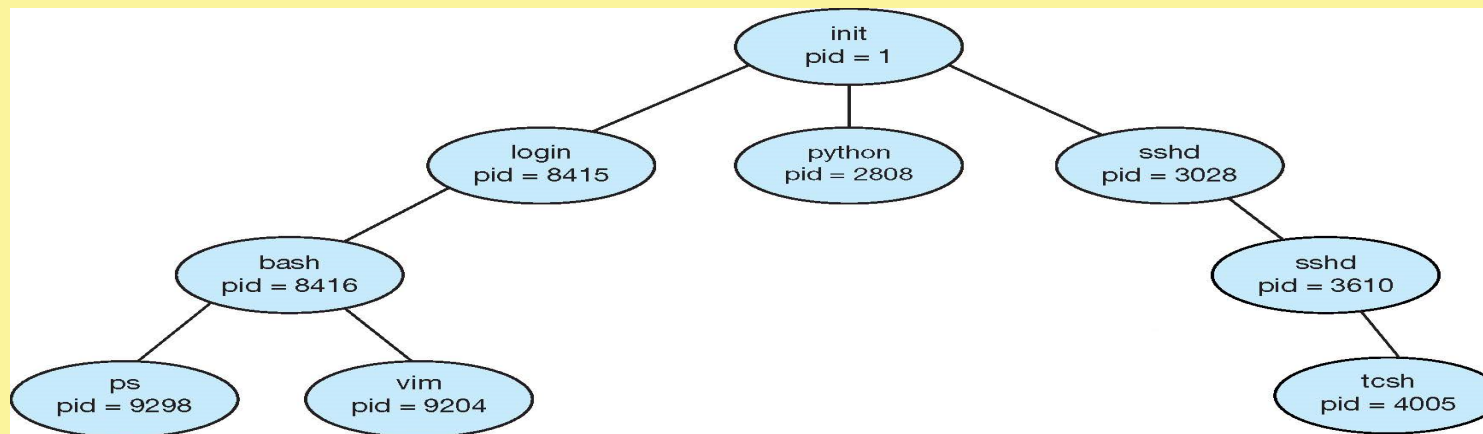 init
pid = 1
login
pid = 8415
python
pid = 2808
sshd
pid = 3028
bash
pid = 8416
sshd
pid = 3610
ps
pid = 9298
vim
pid = 9204
tcsh
pid = 4005